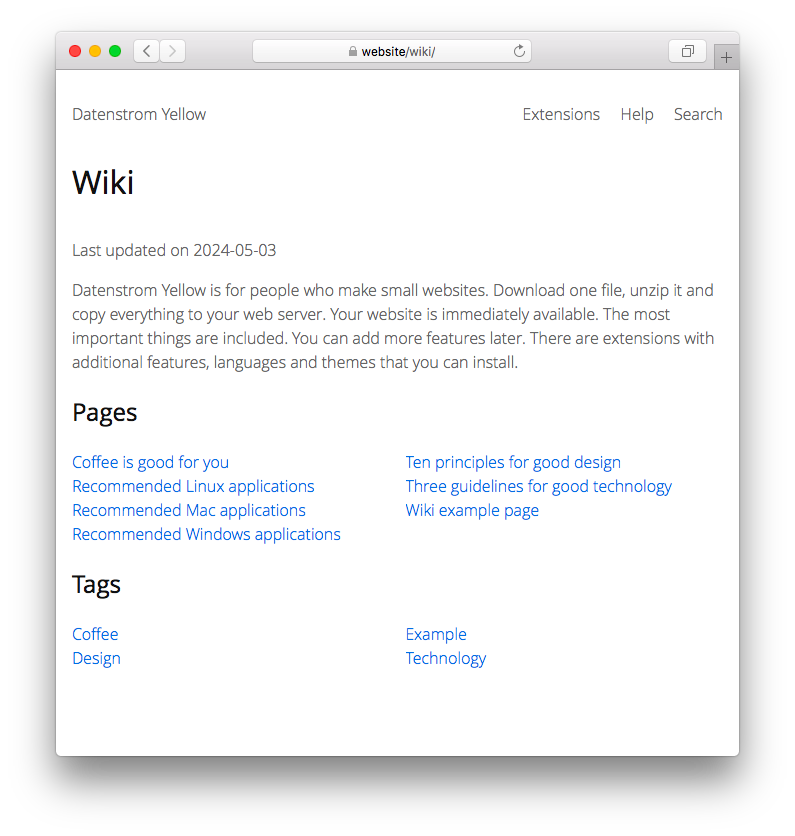 website/wiki/
Datenstrom Yellow Extensions Help Search
Wiki
Last updated on 2024-05-03
Datenstrom Yellow is for people who make small websites. Download one file, unzip it and
copy everything to your web server. Your website is immediately available. The most
important things are included. You can add more features later. There are extensions with
additional features, languages and themes that you can install.
Pages
Coffee is good for you
Recommended Linux applications
Recommended Mac applications
Recommended Windows applications
Ten principles for good design
Three guidelines for good technology
Wiki example page
Tags
Coffee
Design
Example
Technology